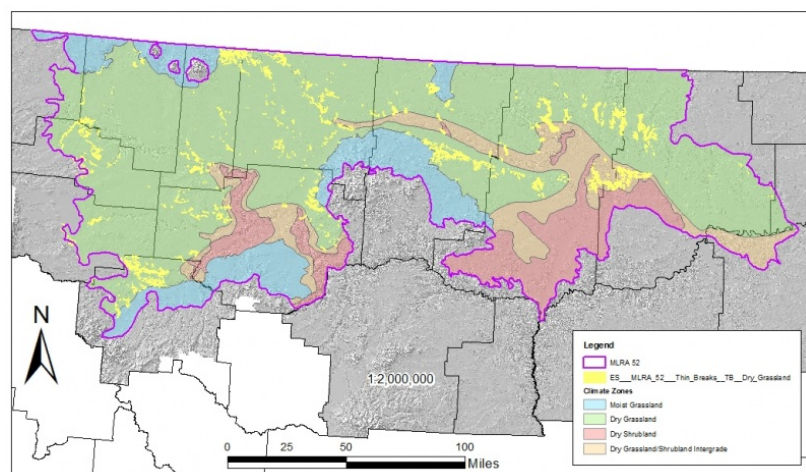 N
1:2,000,000
0 25 50 100
Miles
Legend
MLRA 52
ES___MLRA_52___Thin_Breaks__TB__Dry_Grassland
Climate Zones
Moist Grassland
Dry Grassland
Dry Shrubland
Dry Grassland/Shrubland Intergrade